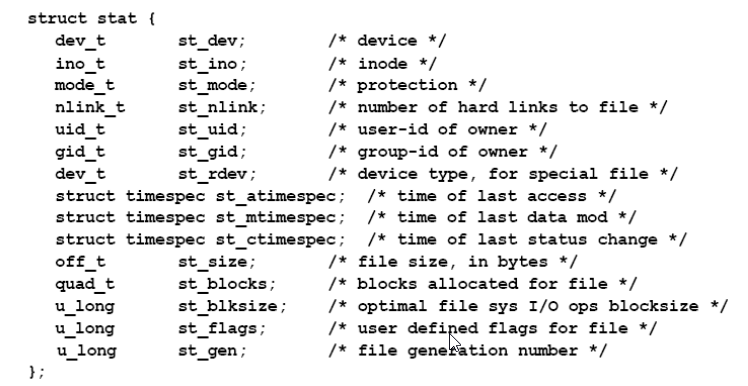 struct stat {
dev_t st_dev; /* device */
ino_t st_ino; /* inode */
mode_t st_mode; /* protection */
nlink_t st_nlink; /* number of hard links to file */
uid_t st_uid; /* user-id of owner */
gid_t st_gid; /* group-id of owner */
dev_t st_rdev; /* device type, for special file */
struct timespec st_atimespec; /* time of last access */
struct timespec st_mtimespec; /* time of last data mod */
struct timespec st_ctimespec; /* time of last status change */
off_t st_size; /* file size, in bytes */
quad_t st_blocks; /* blocks allocated for file */
u_long st_blksize; /* optimal file sys I/O ops blocksize */
u_long st_flags; /* user defined flags for file */
u_long st_gen; /* file generation number */
};